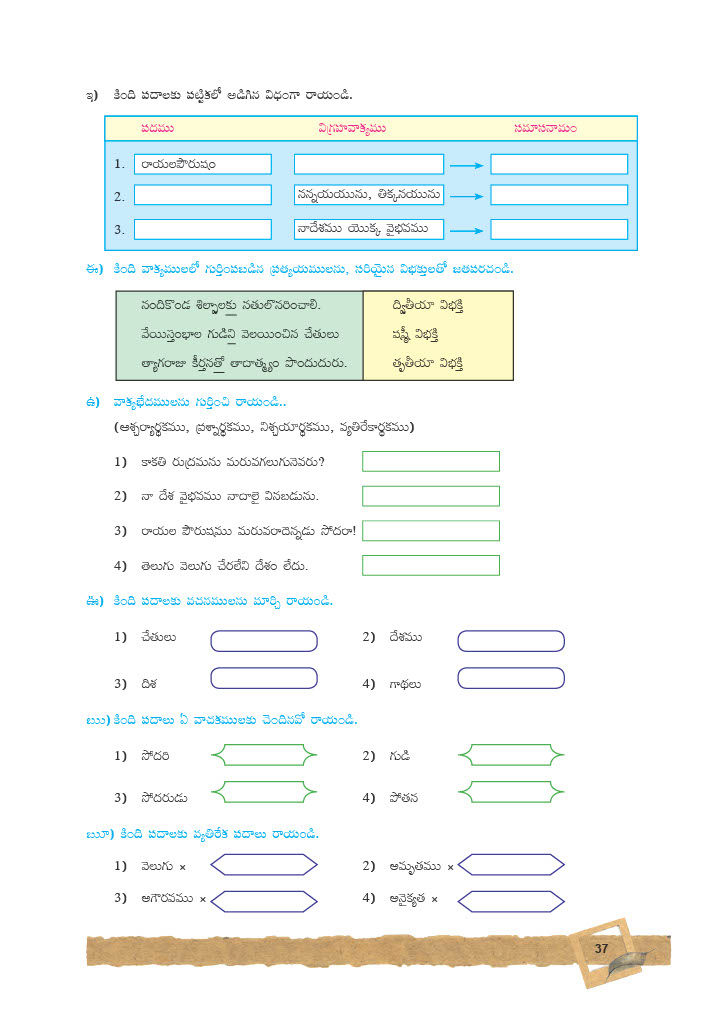 ఇ) కింది పదాలకు పట్టికలో అడిగిన విధంగా రాయండి.
పదము విగ్రహవాక్యము సమాసనామం
1. రాయలపౌరుషం
2. నన్నయయును, తిక్కనయును
3. నాదేశము యొక్క వైభవము
ఈ) కింది వాక్యములలో గుర్తింపబడిన ప్రత్యయములను, సరియైన విభక్తులతో జతపరచండి.
నందికొండ శిల్పాలకు నతులొనరించాలి. ద్వితీయా విభక్తి
వేయిస్తంభాల గుడిని వెలయించిన చేతులు షష్ఠీ విభక్తి
త్యాగరాజు కీర్తనతో తాదాత్మ్యం పొందుదురు. తృతీయా విభక్తి
ఉ) వాక్యభేదములను గుర్తించి రాయండి..
(ఆశ్చర్యార్థకము, ప్రశ్నార్థకము, నిశ్చయార్థకము, వ్యతిరేకార్థకము)
1) కాకతి రుద్రమను మరువగలుగునెవరు?
2) నా దేశ వైభవము నాదాలై వినబడును.
3) రాయల పౌరుషము మరువరాదెన్నడు సోదరా!
4) తెలుగు వెలుగు చేరలేని దేశం లేదు.
ఊ) కింది పదాలకు వచనములను మార్చి రాయండి.
1) చేతులు 2) దేశము
3) దిశ 4) గాథలు
ఋ) కింది పదాలు ఏ వాచకములకు చెందినవో రాయండి.
1) సోదరి 2) గుడి
3) సోదరుడు 4) పోతన
ౠ) కింది పదాలకు వ్యతిరేక పదాలు రాయండి.
1) వెలుగు × 2) అమృతము ×
3) అగౌరవము × 4) అనైక్యత ×
37